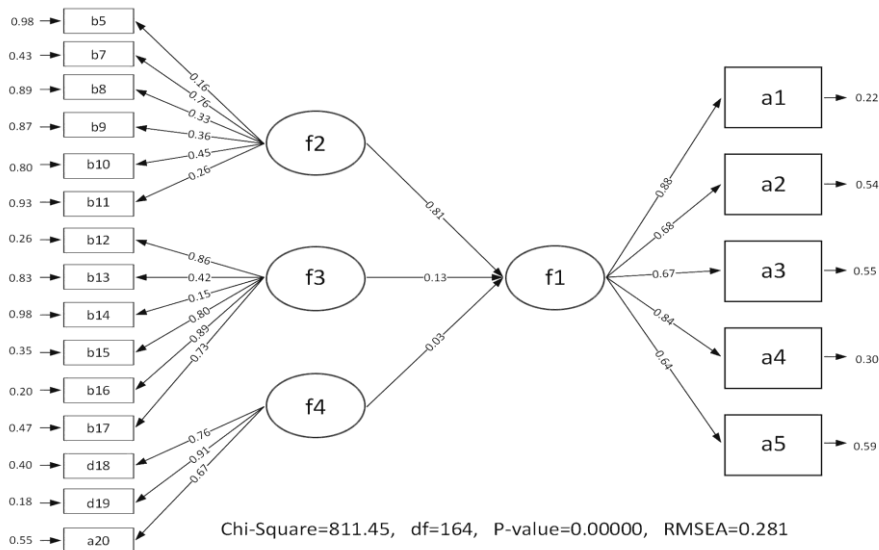 0.98 b5
0.43 b7
0.89 b8
0.87 b9
0.80 b10
0.93 b11
0.26 b12
0.83 b13
0.98 b14
0.35 b15
0.20 b16
0.47 b17
0.40 d18
0.18 d19
0.55 a20
0.16
0.76
0.33
0.36
0.45
0.26
0.86
0.42
0.15
0.80
0.89
0.73
0.76
0.91
0.67
f2
f3
f4
0.81
0.13
0.03
f1
0.88
0.68
0.67
0.84
0.64
a1 0.22
a2 0.54
a3 0.55
a4 0.30
a5 0.59
Chi-Square=811.45, df=164, P-value=0.00000, RMSEA=0.281